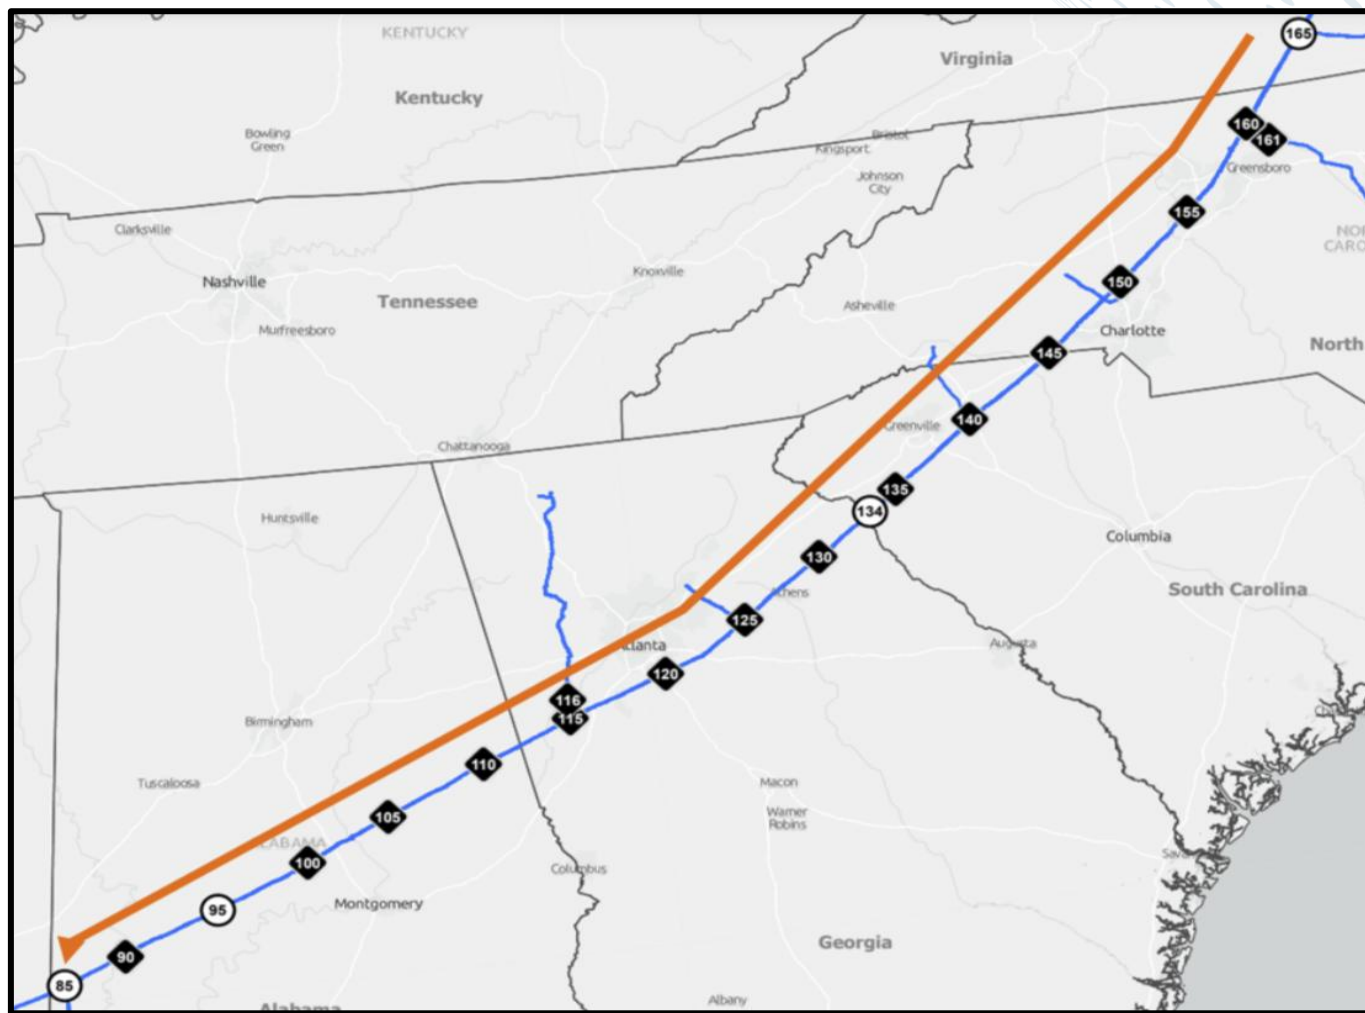 165
KENTUCKY
Virginia
Kentucky
160
Bowling
Green
Bristol
161
Kingsport
Greensboro
Johnson
City
155
Clarksville
Knoxville
Nashville
150
Tennessee
Asheville
Murfreesboro
Charlotte
North
145
140
Greenville
Chattanooga
135
134
Huntsville
Columbia
130
South Carolina
Athens
125
Augusta
120
116
115
Birmingham
110
Macon
Tuscaloosa
Warner
Robins
105
100
Columbus
Montgomery
95
Georgia
90
85
Albany